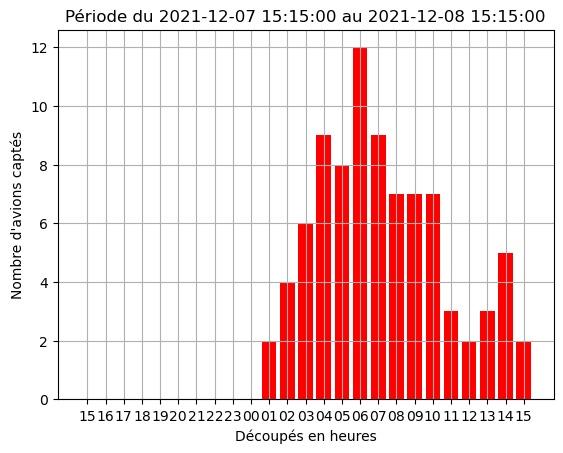 Période du 2021-12-07 15:15:00 au 2021-12-08 15:15:00
12
10
8
6
4
2
0
Nombre d'avions captés
15 16 17 18 19 20 21 22 23 00 01 02 03 04 05 06 07 08 09 10 11 12 13 14 15
Découpés en heures